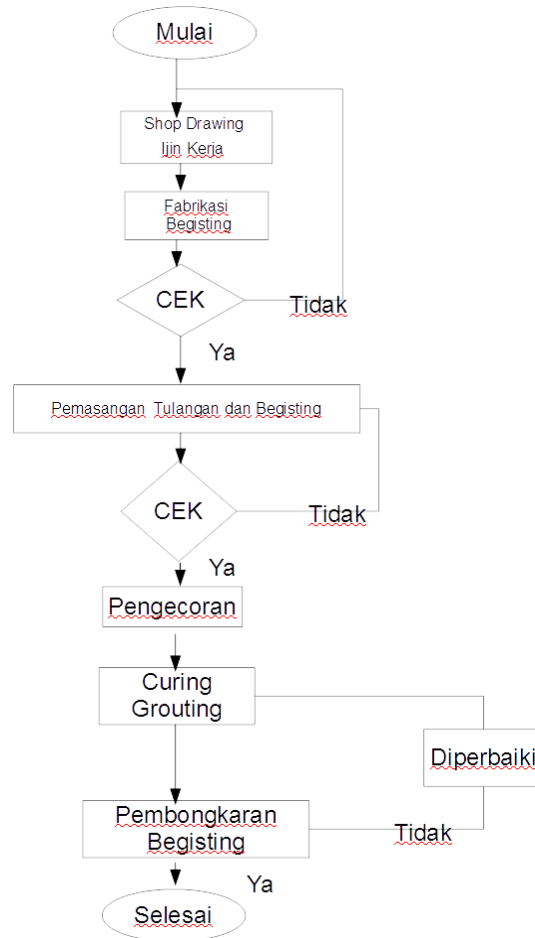 Mulai
Shop Drawing
Ijin Kerja
Fabrikasi
Begisting
CEK
Tidak
Ya
Pemasangan Tulangan dan Begisting
CEK
Tidak
Ya
Pengecoran
Curing
Grouting
Diperbaiki
Pembongkaran
Begisting
Tidak
Ya
Selesai